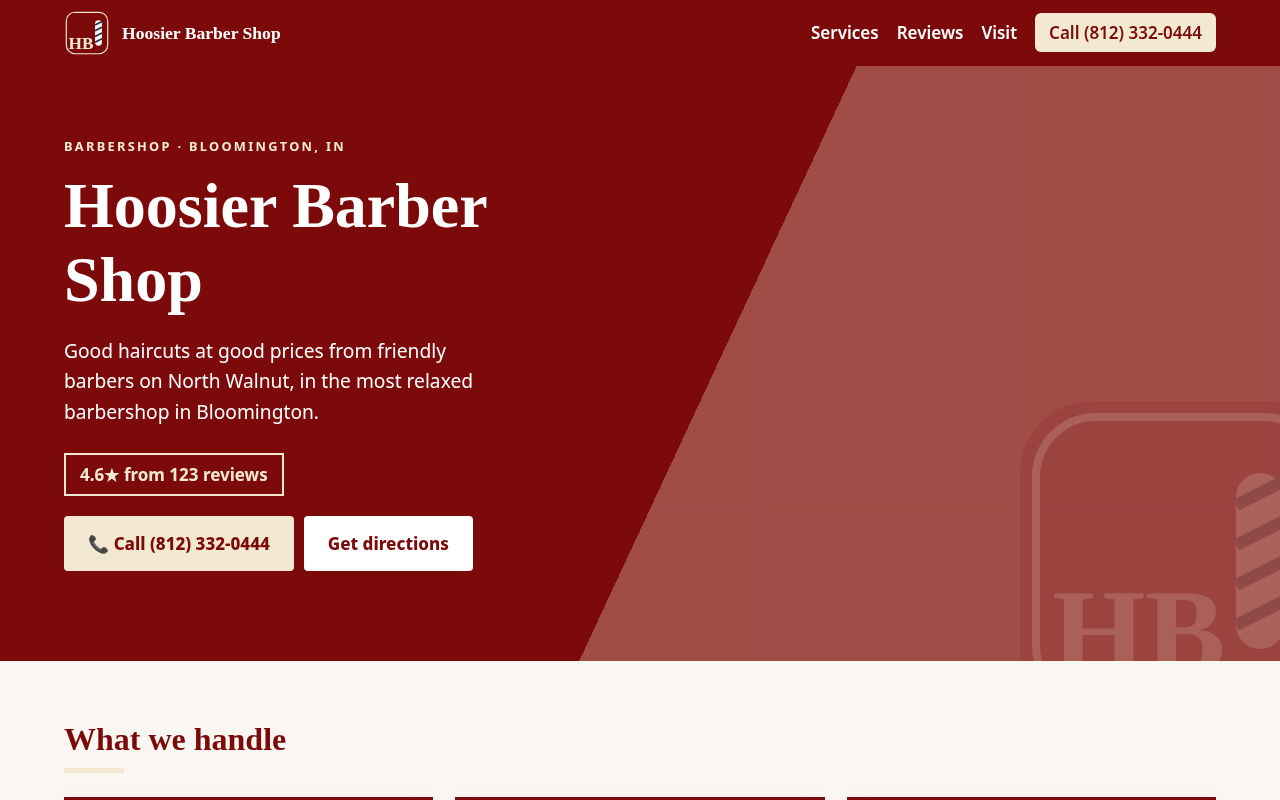 HB
Hoosier Barber Shop
Services
Reviews
Visit
Call (812) 332-0444
BARBERSHOP · BLOOMINGTON, IN
Hoosier Barber
Shop
Good haircuts at good prices from friendly
barbers on North Walnut, in the most relaxed
barbershop in Bloomington.
4.6★ from 123 reviews
📞 Call (812) 332-0444
Get directions
HB
What we handle